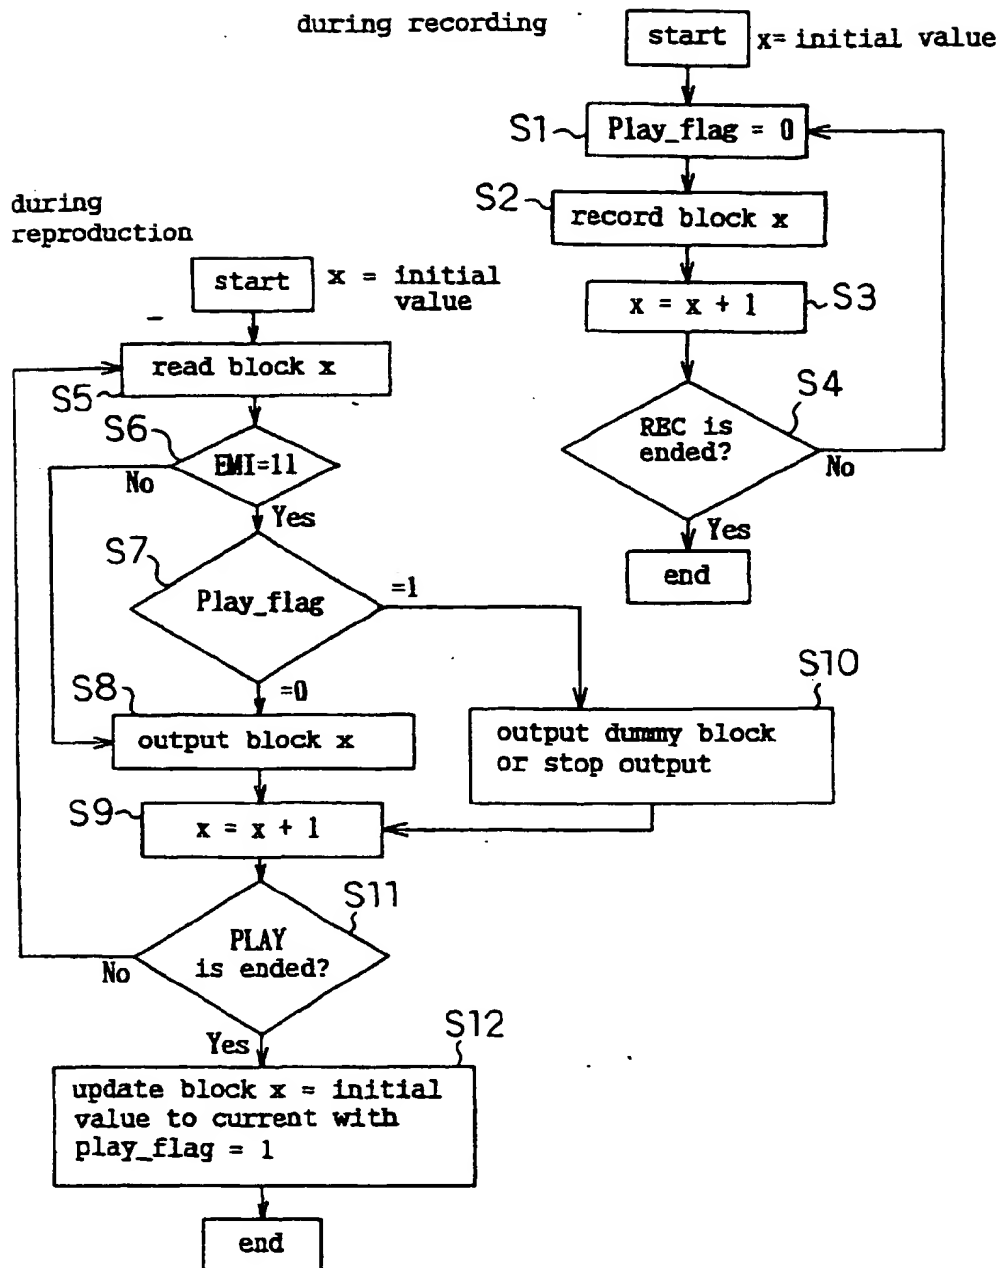 during recording
start
x= initial value
S1
Play_flag = 0
S2
record block x
x = x + 1
S3
S4
REC is
ended?
No
Yes
end
during
reproduction
start
x = initial
value
read block x
S5
S6
EMI=11
No
Yes
S7
Play_flag
=1
=0
S8
output block x
S10
output dummy block
or stop output
S9
x = x + 1
S11
PLAY
is ended?
No
Yes
S12
update block x = initial
value to current with
play_flag = 1
end